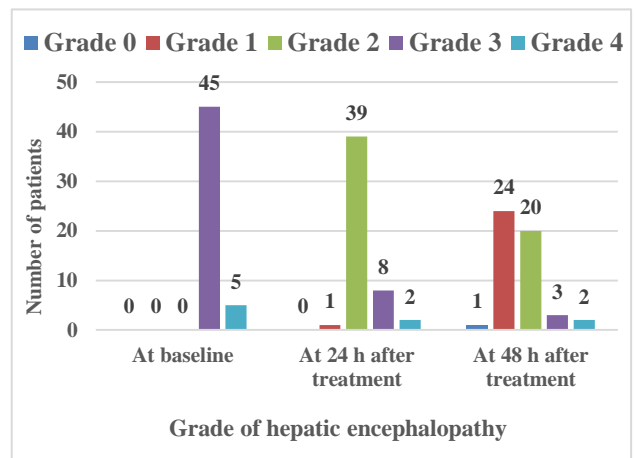 Grade 0 Grade 1 Grade 2 Grade 3 Grade 4
Number of patients
50
40
30
20
10
0
0 0 0 45 5
0 1 39 8 2
1 24 20 3 2
At baseline
At 24 h after
treatment
At 48 h after
treatment
Grade of hepatic encephalopathy